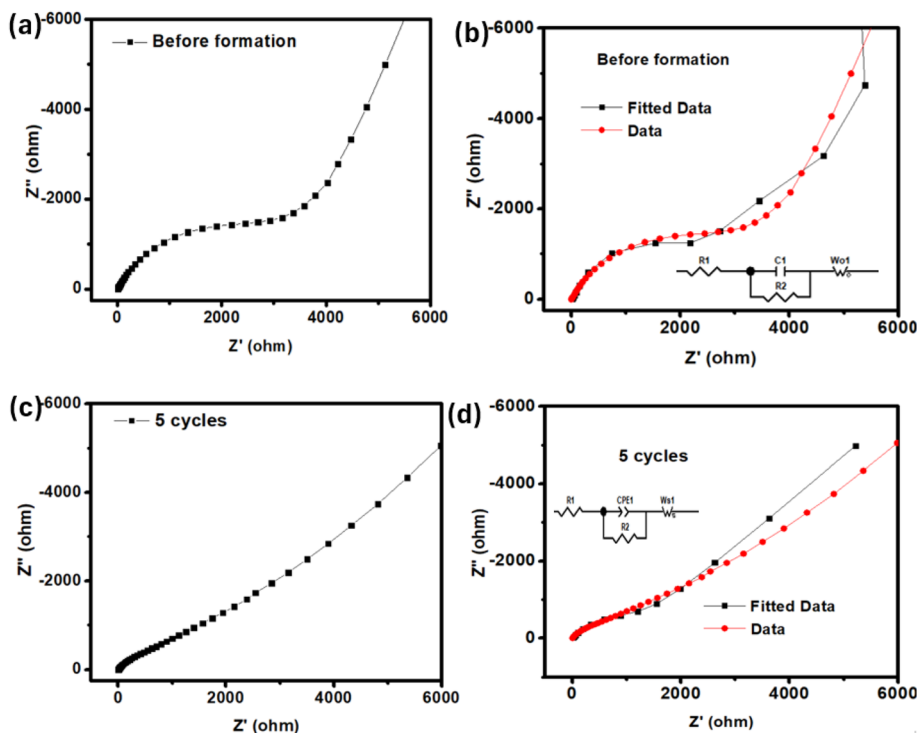 (a)
-6000
-4000
-2000
0
Z" (ohm)
Before formation
0 2000 4000 6000
Z' (ohm)
(b)
-6000
-4000
-2000
0
Z" (ohm)
Before formation
Fitted Data
Data
R1 C1 Wo1
R2
0 2000 4000 6000
Z' (ohm)
(c)
-6000
-4000
-2000
0
Z" (ohm)
5 cycles
0 2000 4000 6000
Z' (ohm)
(d)
-6000
-4000
-2000
0
Z" (ohm)
5 cycles
R1 CPE1 Ws1
R2
Fitted Data
Data
0 2000 4000 6000
Z' (ohm)